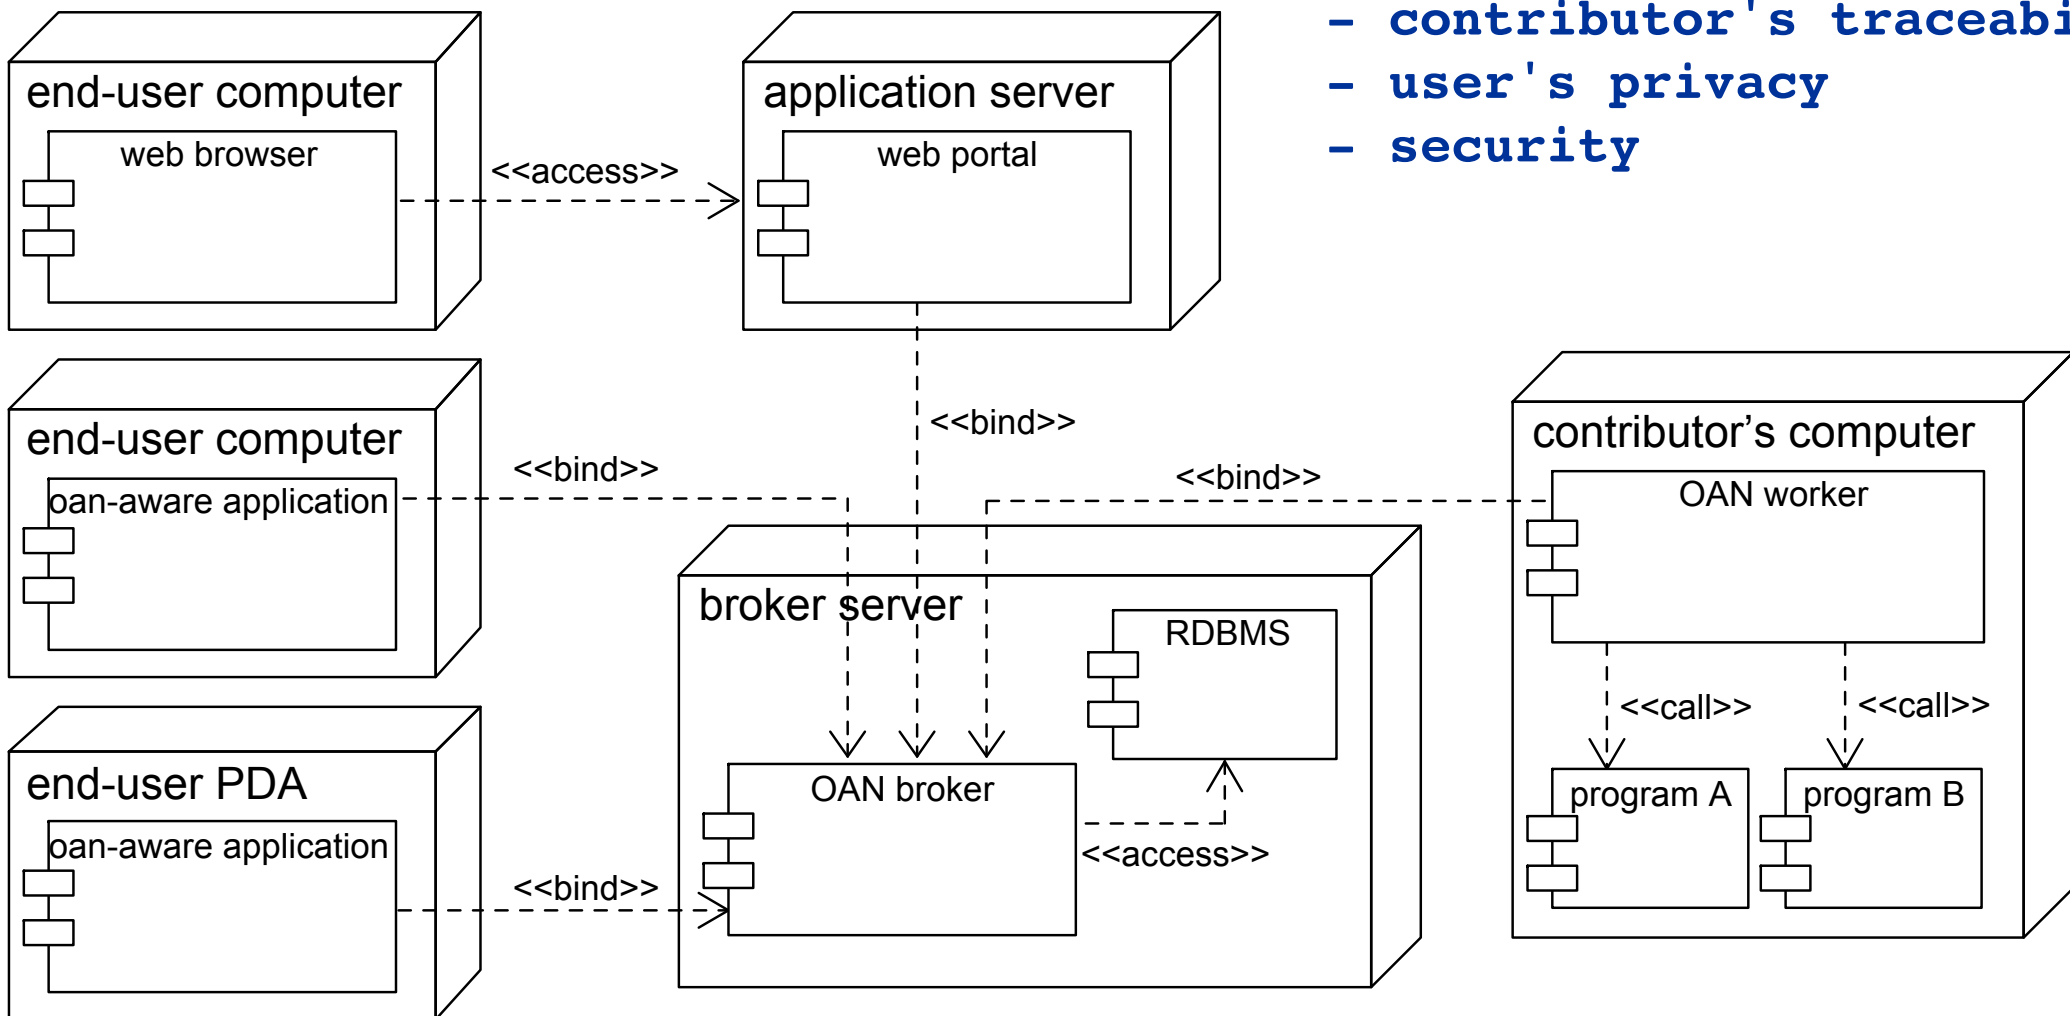 - contributor's
- user's privacy
- security
end-user computer
web browser
<<access>>
application server
web portal
<<bind>>
end-user computer
oan-aware application
<<bind>>
<<bind>>
contributor’s computer
OAN worker
<<call>>
<<call>>
program A
program B
broker server
RDBMS
OAN broker
<<access>>
end-user PDA
oan-aware application
<<bind>>